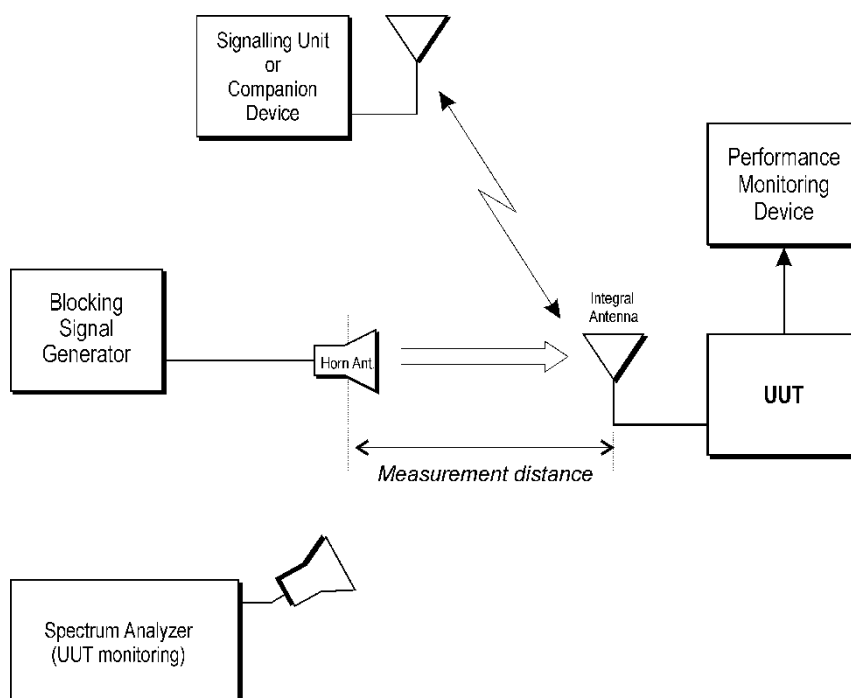 Signalling Unit
or
Companion
Device
Performance
Monitoring
Device
Blocking
Signal
Generator
Horn Ant.
Integral
Antenna
UUT
Measurement distance
Spectrum Analyzer
(UUT monitoring)